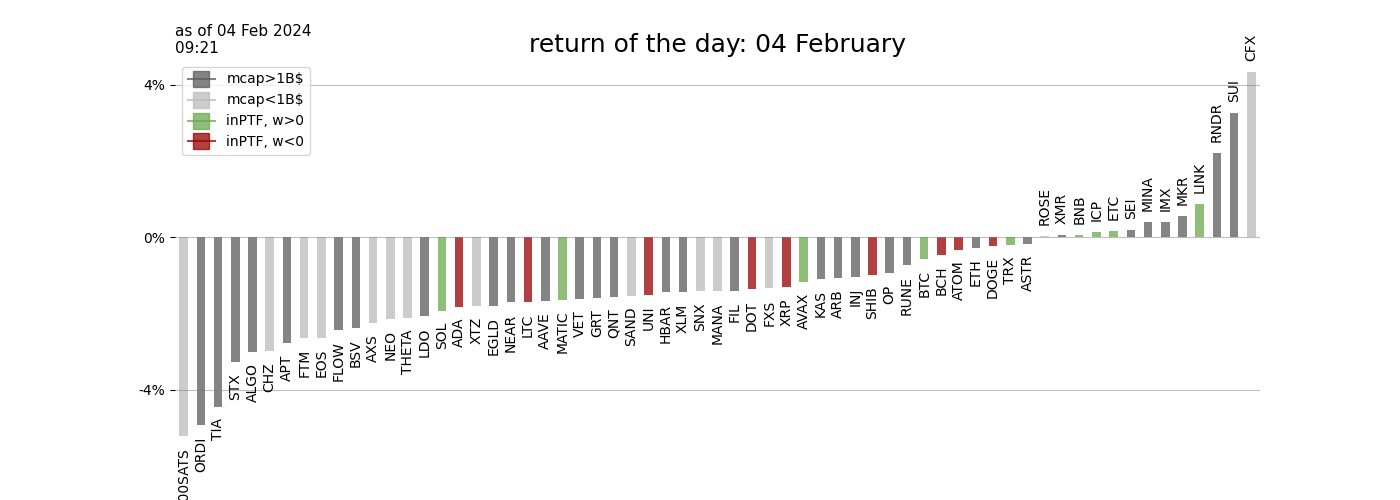 as of 04 Feb 2024
09:21
return of the day: 04 February
mcap>1B$
mcap<1B$
inPTF, w>0
inPTF, w<0
4%
0%
-4%
00SATS
ORDI
TIA
STX
ALGO
CHZ
APT
FTM
EOS
FLOW
BSV
AXS
NEO
THETA
LDO
SOL
ADA
XTZ
EGLD
NEAR
LTC
AAVE
MATIC
VET
GRT
QNT
SAND
UNI
HBAR
XLM
SNX
MANA
FIL
DOT
FXS
XRP
AVAX
KAS
ARB
INJ
SHIB
OP
RUNE
BTC
BCH
ATOM
ETH
DOGE
TRX
ASTR
ROSE
XMR
BNB
ICP
ETC
SEI
MINA
IMX
MKR
LINK
RNDR
SUI
CFX